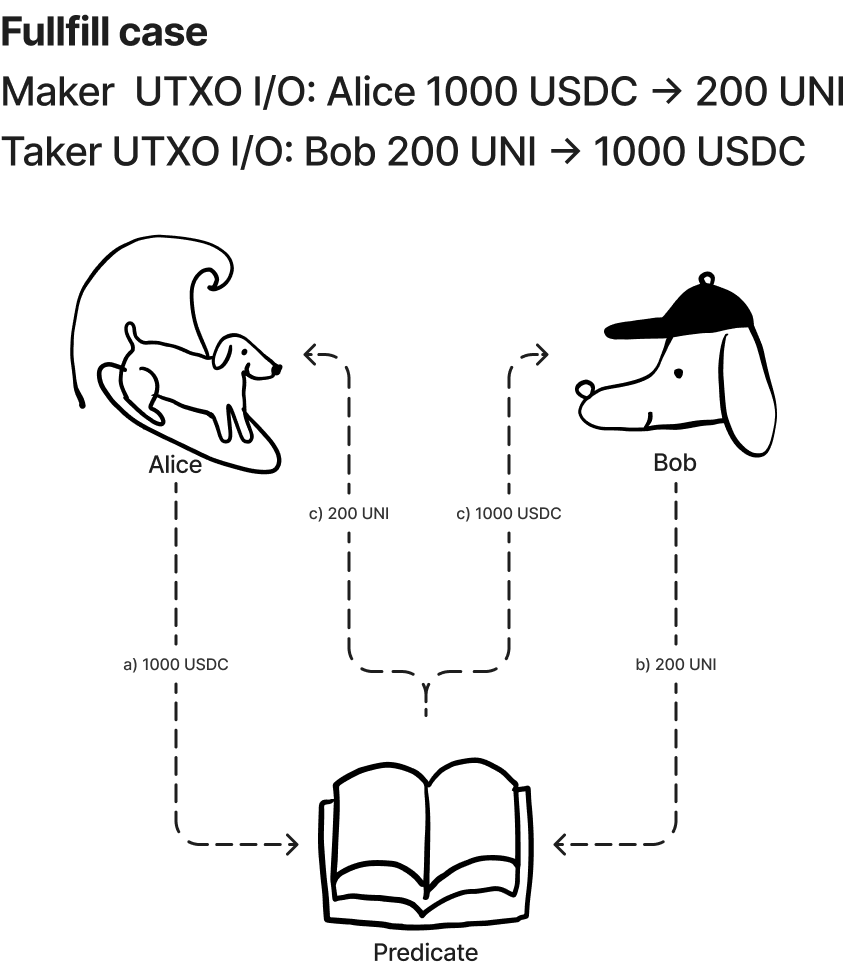 Fullfill case
Maker  UTXO I/O: Alice 1000 USDC → 200 UNI
Taker UTXO I/O: Bob 200 UNI → 1000 USDC
Alice
Bob
c) 200 UNI
c) 1000 USDC
a) 1000 USDC
b) 200 UNI
Predicate